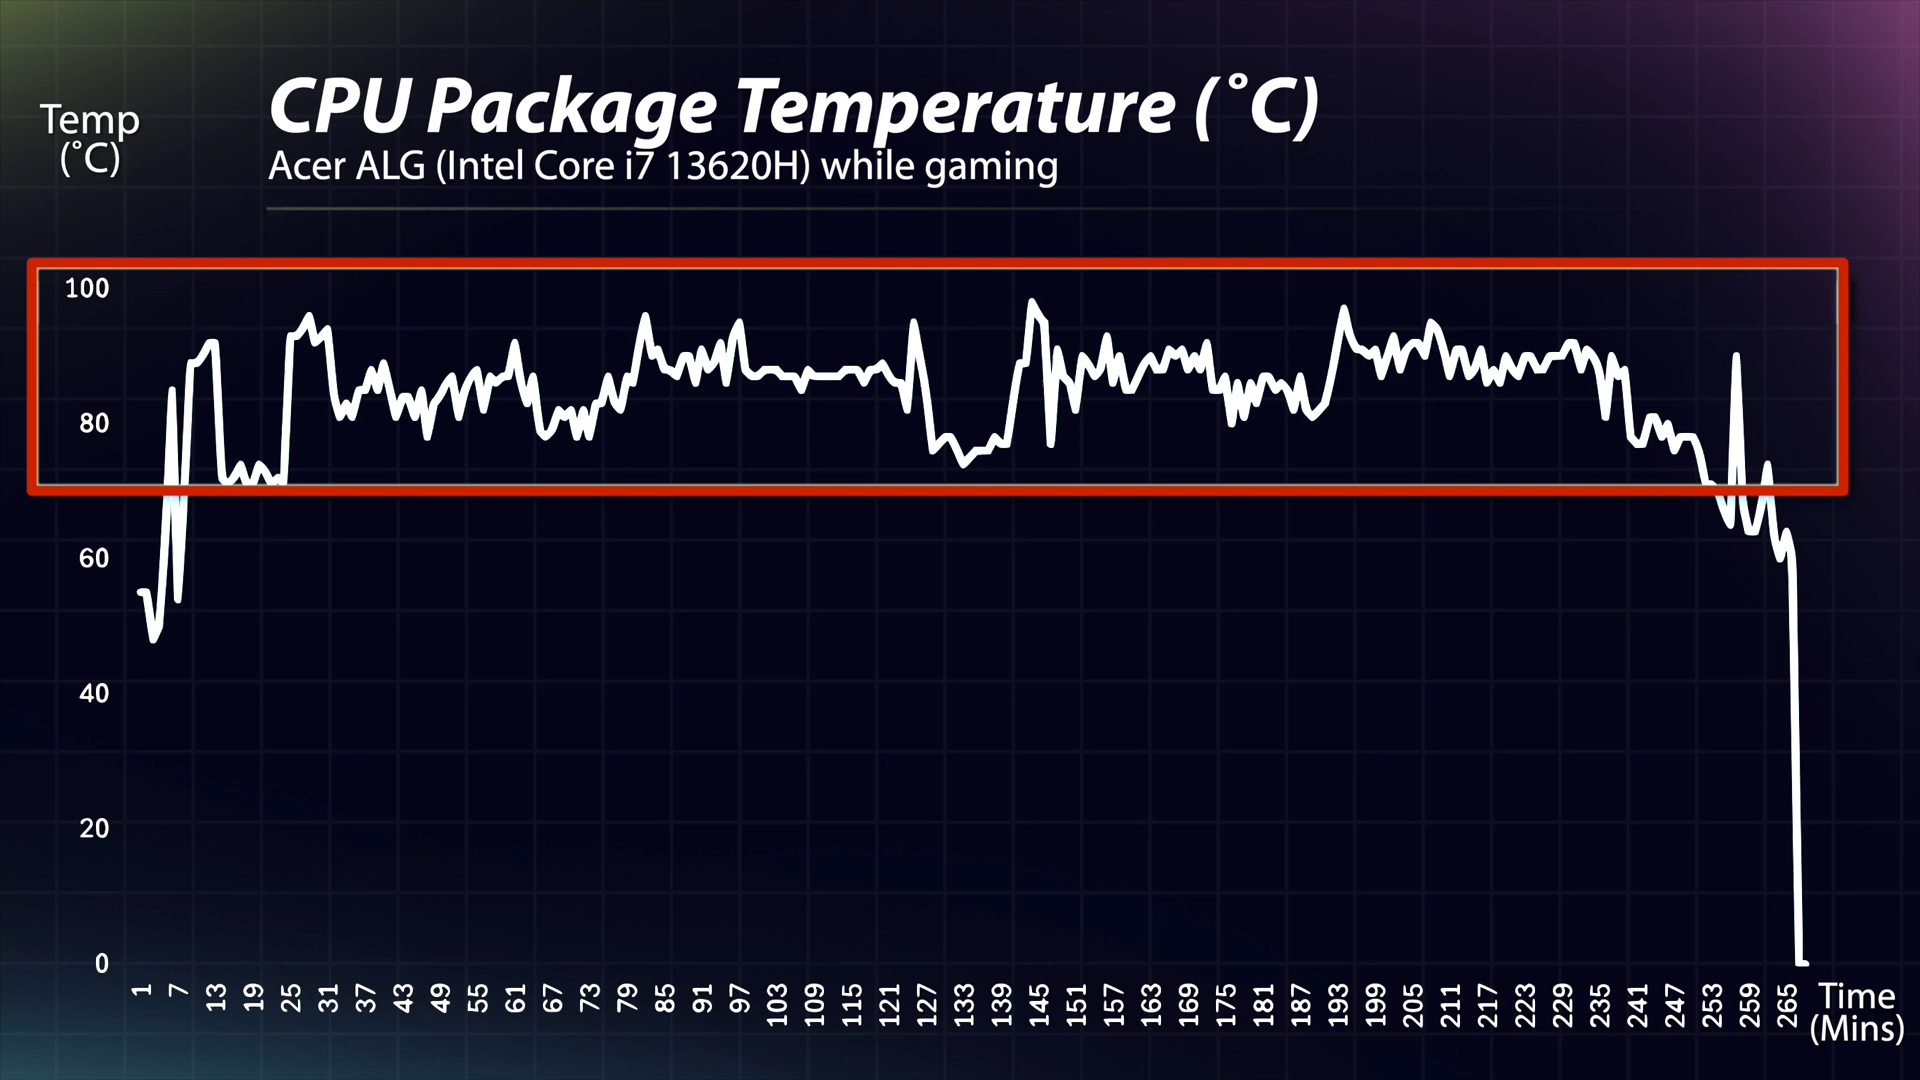 CPU Package Temperature (˚C)
Acer ALG (Intel Core i7 13620H) while gaming
Temp
(˚C)
100
80
60
40
20
0
1 7 13 19 25 31 37 43 49 55 61 67 73 79 85 91 97 103 109 115 121 127 133 139 145 151 157 163 169 175 181 187 193 199 205 211 217 223 229 235 241 247 253 259 265
Time
(Mins)